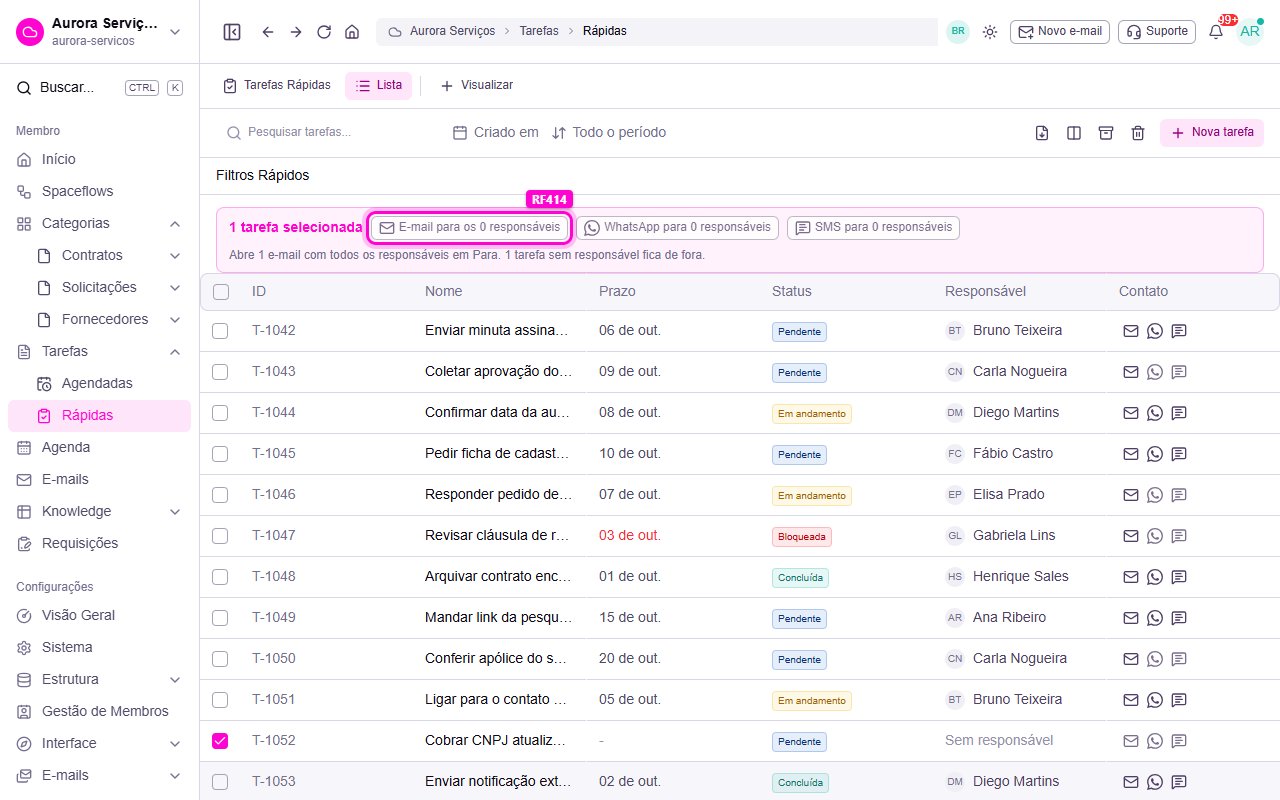 Aurora Serviç...
aurora-servicos
Aurora Serviços > Tarefas > Rápidas
BR
Novo e-mail
Suporte
99+
AR
Buscar...
CTRL K
Tarefas Rápidas
Lista
Visualizar
Pesquisar tarefas...
Criado em
Todo o período
Nova tarefa
Membro
Início
Spaceflows
Categorias
Contratos
Solicitações
Fornecedores
Tarefas
Agendadas
Rápidas
Agenda
E-mails
Knowledge
Requisições
Configurações
Visão Geral
Sistema
Estrutura
Gestão de Membros
Interface
E-mails
Filtros Rápidos
RF414
1 tarefa selecionada
E-mail para os 0 responsáveis
WhatsApp para 0 responsáveis
SMS para 0 responsáveis
Abre 1 e-mail com todos os responsáveis em Para. 1 tarefa sem responsável fica de fora.
ID Nome Prazo Status Responsável Contato
T-1042 Enviar minuta assina... 06 de out. Pendente BT Bruno Teixeira
T-1043 Coletar aprovação do... 09 de out. Pendente CN Carla Nogueira
T-1044 Confirmar data da au... 08 de out. Em andamento DM Diego Martins
T-1045 Pedir ficha de cadast... 10 de out. Pendente FC Fábio Castro
T-1046 Responder pedido de... 07 de out. Em andamento EP Elisa Prado
T-1047 Revisar cláusula de r... 03 de out. Bloqueada GL Gabriela Lins
T-1048 Arquivar contrato enc... 01 de out. Concluída HS Henrique Sales
T-1049 Mandar link da pesqu... 15 de out. Pendente AR Ana Ribeiro
T-1050 Conferir apólice do s... 20 de out. Pendente CN Carla Nogueira
T-1051 Ligar para o contato ... 05 de out. Em andamento BT Bruno Teixeira
T-1052 Cobrar CNPJ atualiz... - Pendente Sem responsável
T-1053 Enviar notificação ext... 02 de out. Concluída DM Diego Martins